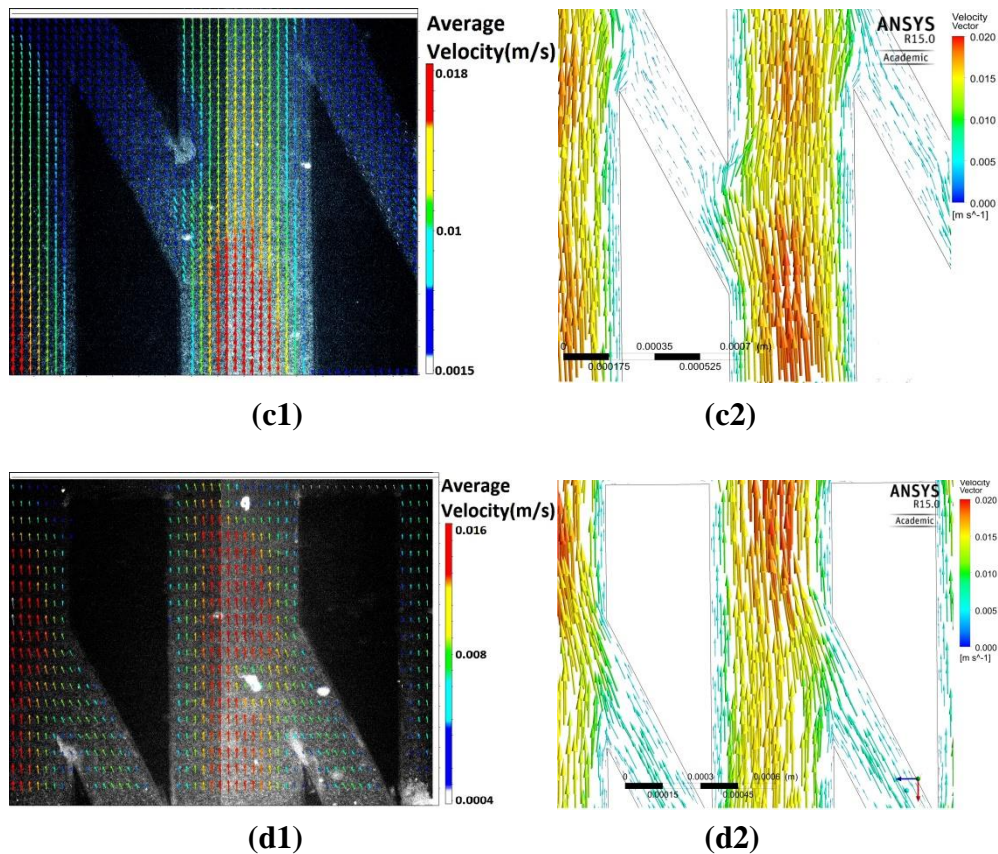 Average
Velocity(m/s)
0.018
0.01
0.0015
(c1)
ANSYS
R15.0
Academic
Velocity
Vector
0.020
0.015
0.010
0.005
0.000
[m s^-1]
0
0.00035
0.0007
(m)
0.000175
0.000525
(c2)
Average
Velocity(m/s)
0.016
0.008
0.0004
(d1)
ANSYS
R15.0
Academic
Velocity
Vector
0.020
0.015
0.010
0.005
0.000
[m s^-1]
0
0.0003
0.0006
(m)
0.00015
0.00045
(d2)